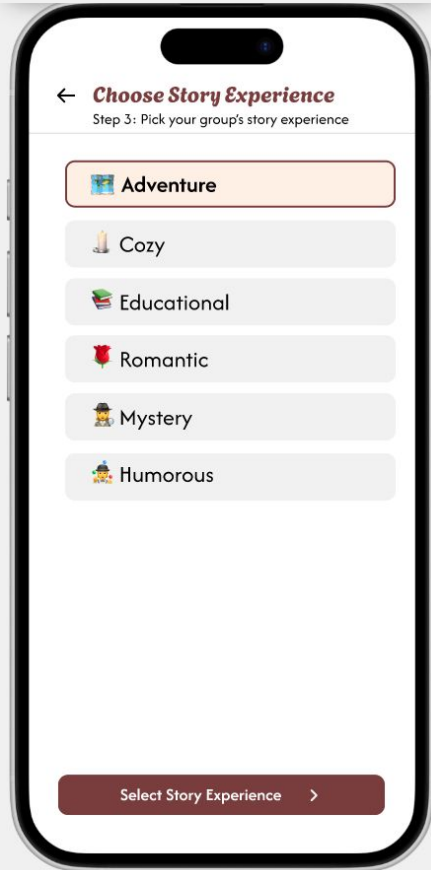 Choose Story Experience
Step 3: Pick your group's story experience
Adventure
Cozy
Educational
Romantic
Mystery
Humorous
Select Story Experience